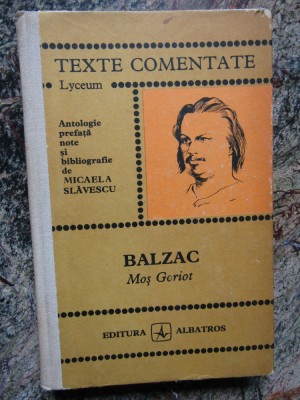 TEXTE COMENTATE
Lyceum
Antologie
prefață
note
și
bibliografie
de
MICAELA
SLĂVESCU
BALZAC
Moș Goriot
EDITURA ALBATROS